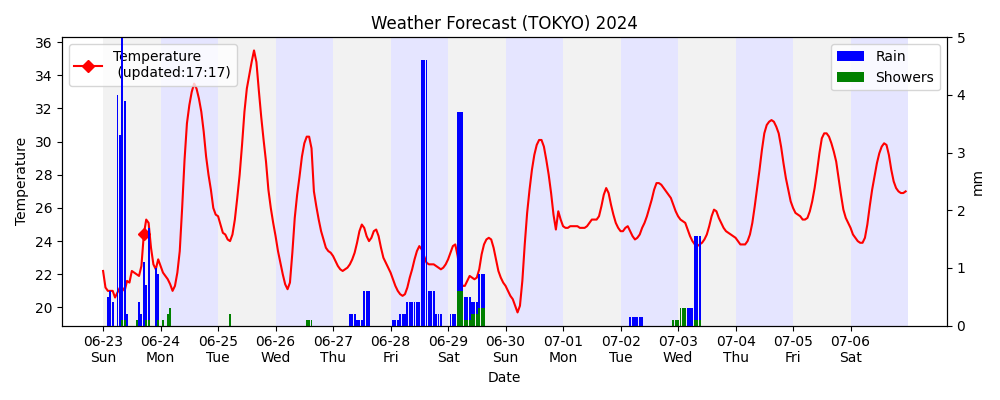 Weather Forecast (TOKYO) 2024
Temperature
(updated:17:17)
Rain
Showers
Temperature
36
34
32
30
28
26
24
22
20
5
4
3
2
1
0
mm
06-23 06-24 06-25 06-26 06-27 06-28 06-29 06-30 07-01 07-02 07-03 07-04 07-05 07-06
Sun Mon Tue Wed Thu Fri Sat Sun Mon Tue Wed Thu Fri Sat
Date